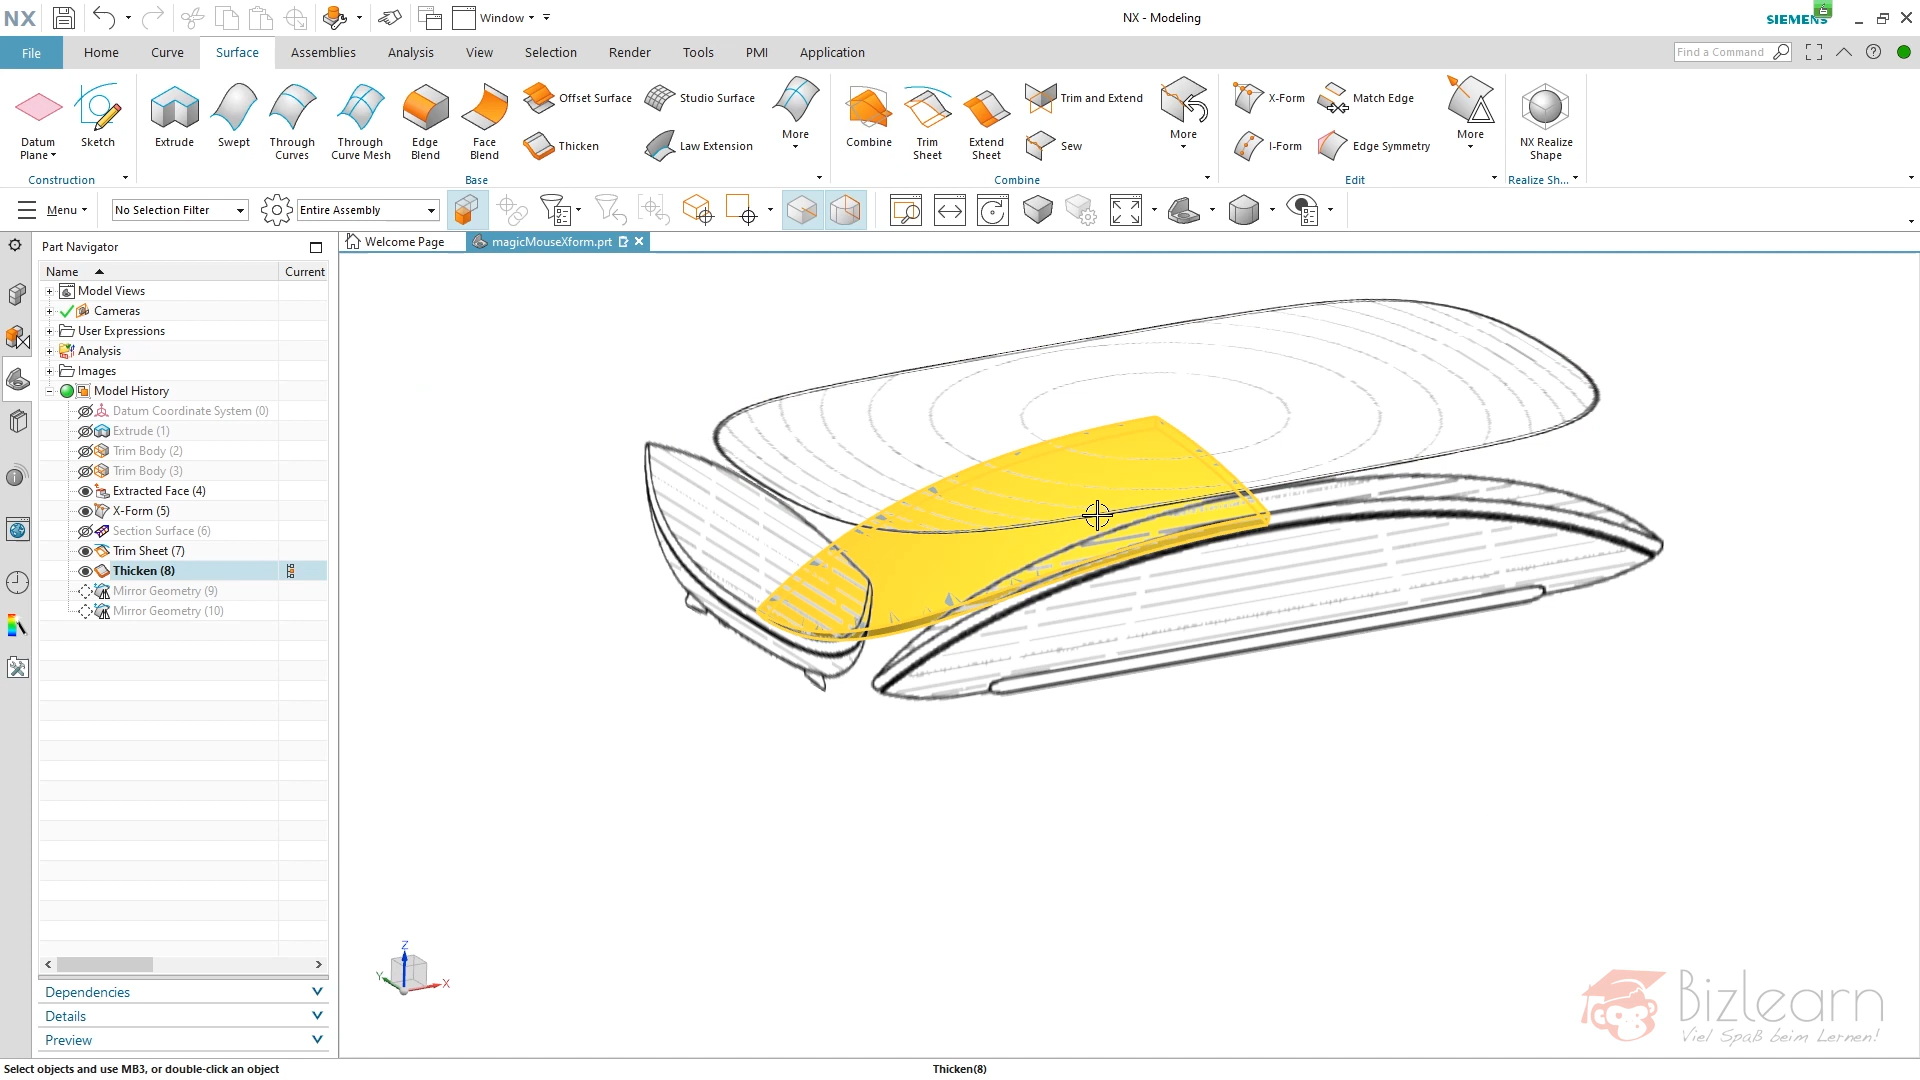 NX
Window
NX - Modeling
SIEMENS
File
Home
Curve
Surface
Assemblies
Analysis
View
Selection
Render
Tools
PMI
Application
Find a Command
Datum
Plane
Sketch
Extrude
Swept
Through
Curves
Through
Curve Mesh
Edge
Blend
Face
Blend
Offset Surface
Thicken
Studio Surface
Law Extension
More
Combine
Trim
Sheet
Extend
Sheet
Trim and Extend
Sew
More
X-Form
I-Form
Match Edge
Edge Symmetry
More
NX Realize
Shape
Construction
Base
Combine
Edit
Realize Sh...
Menu
No Selection Filter
Entire Assembly
Part Navigator
Welcome Page
magicMouseXform.prt
Name
Current
Model Views
Cameras
User Expressions
Analysis
Images
Model History
Datum Coordinate System (0)
Extrude (1)
Trim Body (2)
Trim Body (3)
Extracted Face (4)
X-Form (5)
Section Surface (6)
Trim Sheet (7)
Thicken (8)
Mirror Geometry (9)
Mirror Geometry (10)
Dependencies
Details
Preview
Z
Y
X
Bizlearn
Viel Spaß beim Lernen!
Select objects and use MB3, or double-click an object
Thicken(8)